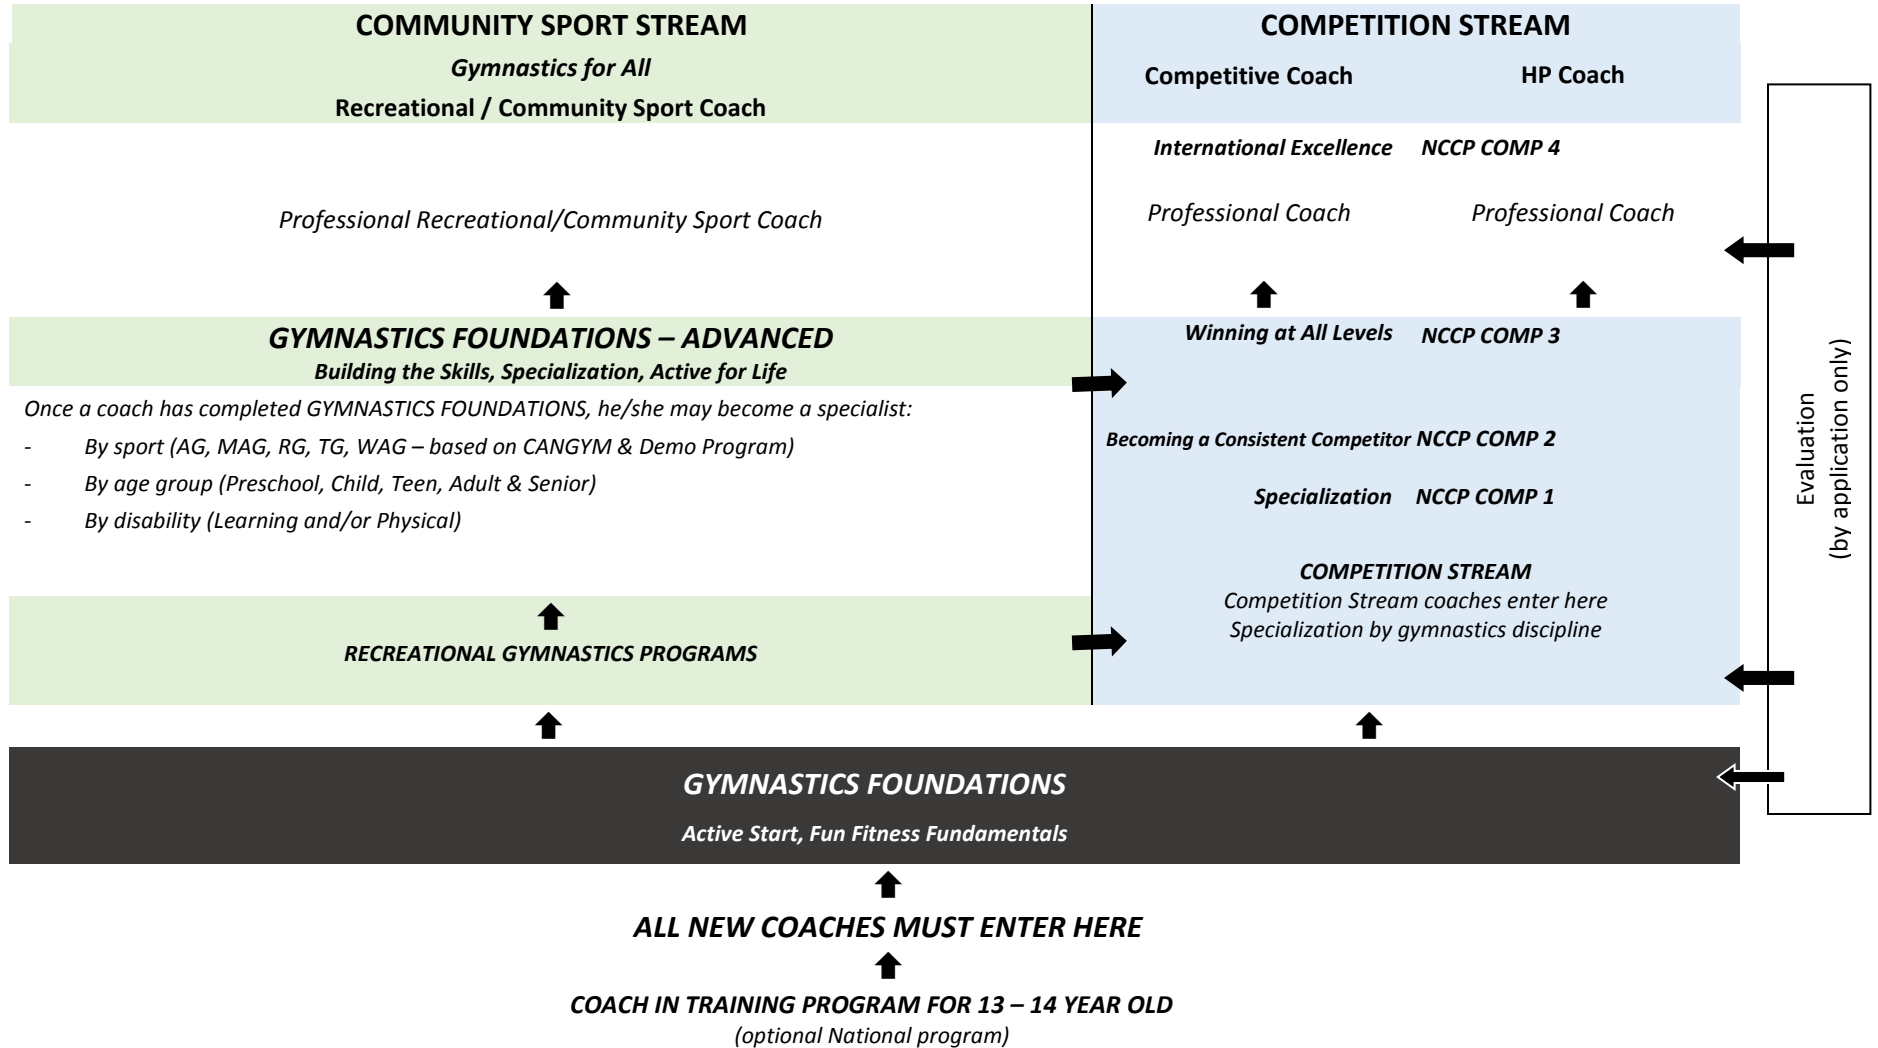 COMMUNITY SPORT STREAM
Gymnastics for All
Recreational / Community Sport Coach
Professional Recreational/Community Sport Coach
GYMNASTICS FOUNDATIONS – ADVANCED
Building the Skills, Specialization, Active for Life
Once a coach has completed GYMNASTICS FOUNDATIONS, he/she may become a specialist:
- By sport (AG, MAG, RG, TG, WAG – based on CANGYM & Demo Program)
- By age group (Preschool, Child, Teen, Adult & Senior)
- By disability (Learning and/or Physical)
RECREATIONAL GYMNASTICS PROGRAMS
COMPETITION STREAM
Competitive Coach HP Coach
International Excellence NCCP COMP 4
Professional Coach Professional Coach
Winning at All Levels NCCP COMP 3
Becoming a Consistent Competitor NCCP COMP 2
Specialization NCCP COMP 1
COMPETITION STREAM
Competition Stream coaches enter here
Specialization by gymnastics discipline
Evaluation
(by application only)
GYMNASTICS FOUNDATIONS
Active Start, Fun Fitness Fundamentals
ALL NEW COACHES MUST ENTER HERE
COACH IN TRAINING PROGRAM FOR 13 – 14 YEAR OLD
(optional National program)